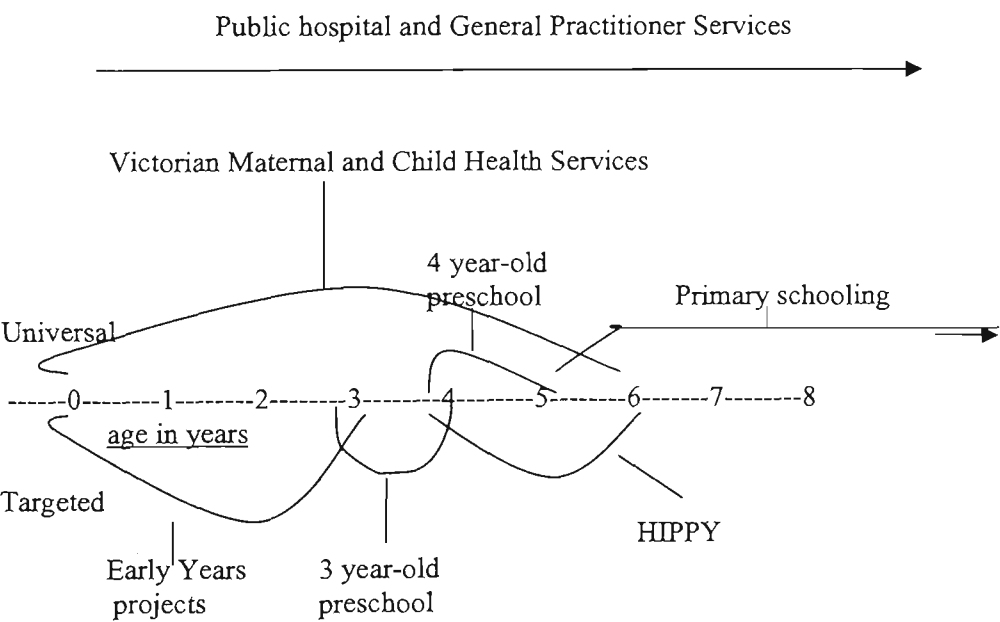 Public hospital and General Practitioner Services
Victorian Maternal and Child Health Services
4 year-old
preschool
Primary schooling
Universal
------0--------1--------2--------3--------4--------5--------6-------7--------8
age in years
Targeted
HIPPY
Early Years
projects
3 year-old
preschool